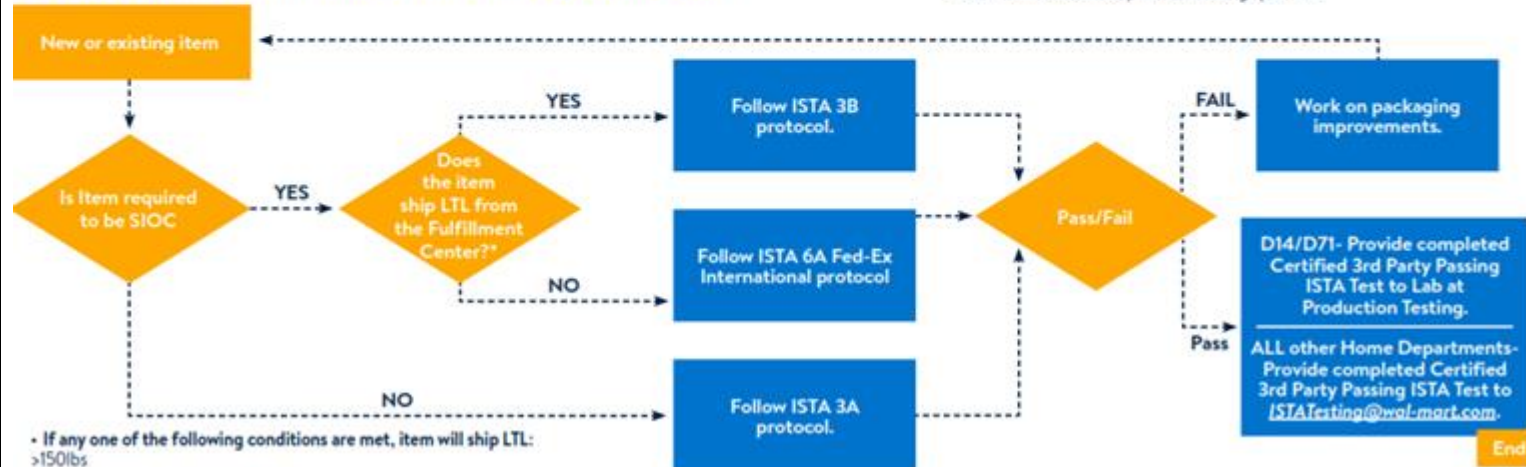 New or existing item
Is Item required
to be SIOC
YES
Does
the item
ship LTL from
the Fulfillment
Center?*
YES
NO
NO
Follow ISTA 3B
protocol.
Follow ISTA 6A Fed-Ex
International protocol
Follow ISTA 3A
protocol.
Pass/Fail
FAIL
Work on packaging
improvements.
Pass
D14/D71- Provide completed
Certified 3rd Party Passing
ISTA Test to Lab at
Production Testing.
ALL other Home Departments-
Provide completed Certified
3rd Party Passing ISTA Test to
ISTATesting@wal-mart.com.
End
• If any one of the following conditions are met, item will ship LTL:
>150lbs